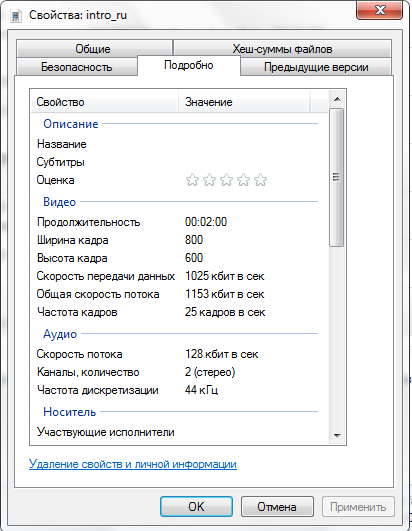 Свойства: intro_ru
Общие
Хеш-суммы файлов
Безопасность
Подробно
Предыдущие версии
Свойство Значение
Описание
Название
Субтитры
Оценка
Видео
Продолжительность 00:02:00
Ширина кадра 800
Высота кадра 600
Скорость передачи данных 1025 кбит в сек
Общая скорость потока 1153 кбит в сек
Частота кадров 25 кадров в сек
Аудио
Скорость потока 128 кбит в сек
Каналы, количество 2 (стерео)
Частота дискретизации 44 кГц
Носитель
Участвующие исполнители
Удаление свойств и личной информации
OK Отмена Применить